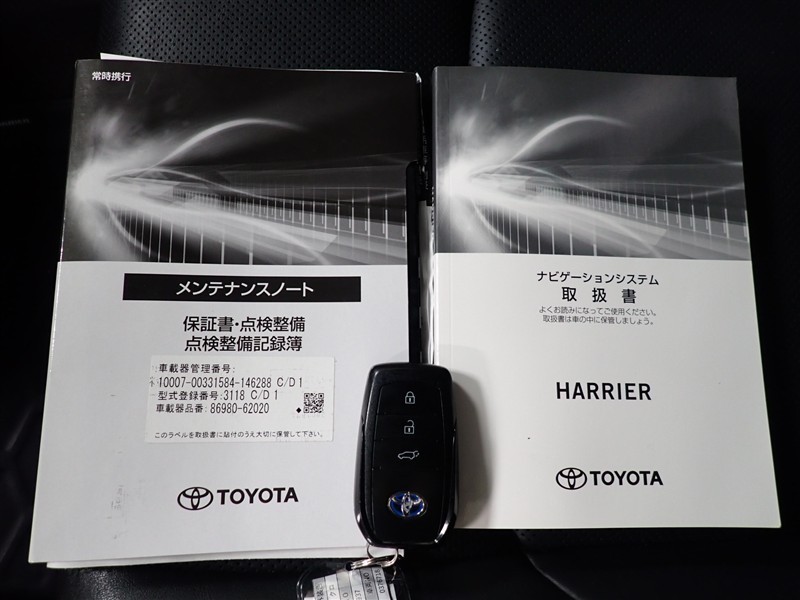 常時携行
メンテナンスノート
保証書・点検整備
点検整備記録簿
車載器管理番号:
10007-00331584-146288 C/D 1
型式登録番号:3118 C/D 1
車載器品番: 86980-62020
このラベルを取扱書に貼付のうえ大切に保管して下さい。
TOYOTA
ナビゲーションシステム
取扱書
よくお読みになってご使用ください。
取扱書は車の中に保管しましょう。
HARRIER
TOYOTA